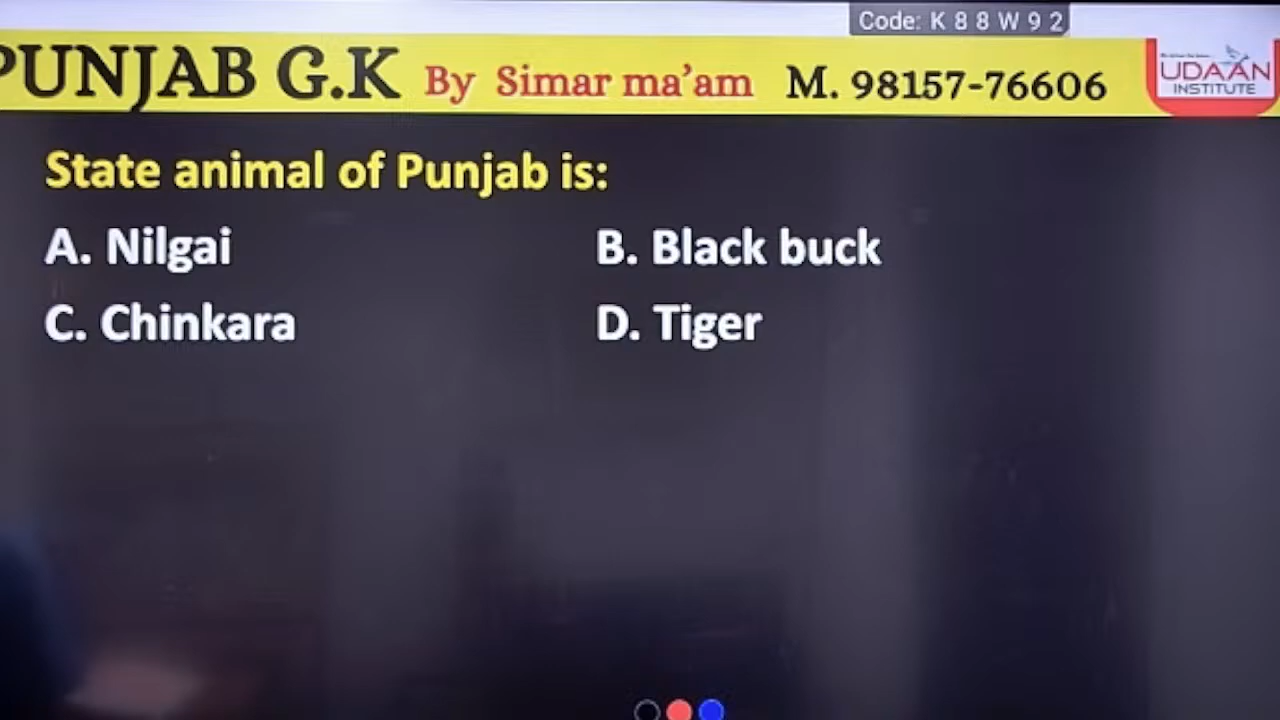 Code: K 8 8 W 9 2
PUNJAB G.K By Simar ma’am M. 98157-76606
UDAAN
INSTITUTE
State animal of Punjab is:
A. Nilgai B. Black buck
C. Chinkara D. Tiger